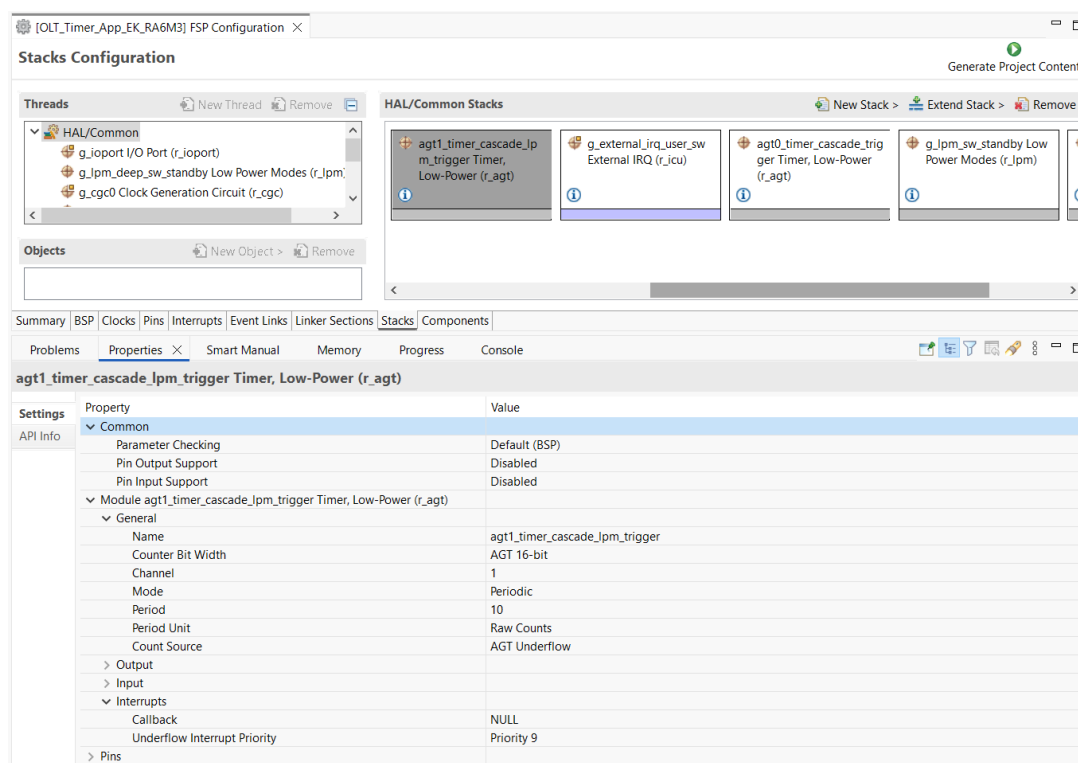 [OLT_Timer_App_EK_RA6M3] FSP Configuration
Stacks Configuration
Generate Project Content
Threads
New Thread
Remove
HAL/Common
g_ioport I/O Port (r_ioport)
g_lpm_deep_sw_standby Low Power Modes (r_lpm)
g_cgc0 Clock Generation Circuit (r_cgc)
Objects
New Object >
Remove
HAL/Common Stacks
New Stack >
Extend Stack >
Remove
agt1_timer_cascade_lp
m_trigger Timer,
Low-Power (r_agt)
g_external_irq_user_sw
External IRQ (r_icu)
agt0_timer_cascade_trig
ger Timer, Low-Power
(r_agt)
g_lpm_sw_standby Low
Power Modes (r_lpm)
Summary BSP Clocks Pins Interrupts Event Links Linker Sections Stacks Components
Problems Properties Smart Manual Memory Progress Console
agt1_timer_cascade_lpm_trigger Timer, Low-Power (r_agt)
Settings
API Info
Property Value
Common
Parameter Checking Default (BSP)
Pin Output Support Disabled
Pin Input Support Disabled
Module agt1_timer_cascade_lpm_trigger Timer, Low-Power (r_agt)
General
Name agt1_timer_cascade_lpm_trigger
Counter Bit Width AGT 16-bit
Channel 1
Mode Periodic
Period 10
Period Unit Raw Counts
Count Source AGT Underflow
Output
Input
Interrupts
Callback NULL
Underflow Interrupt Priority Priority 9
Pins